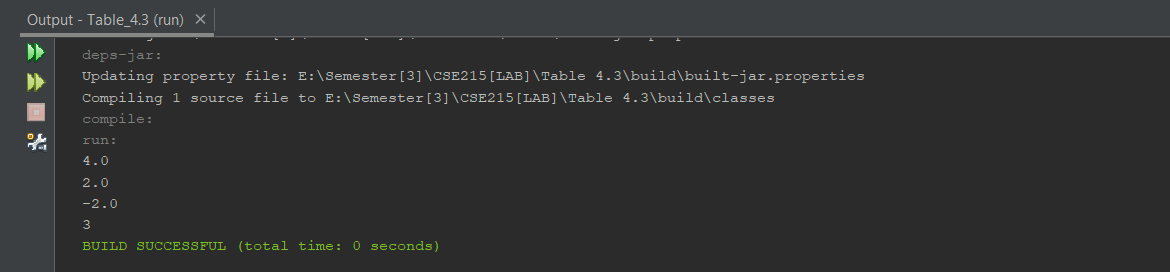 Output - Table_4.3 (run)
deps-jar:
Updating property file: E:\Semester[3]\CSE215[LAB]\Table 4.3\build\built-jar.properties
Compiling 1 source file to E:\Semester[3]\CSE215[LAB]\Table 4.3\build\classes
compile:
run:
4.0
2.0
-2.0
3
BUILD SUCCESSFUL (total time: 0 seconds)